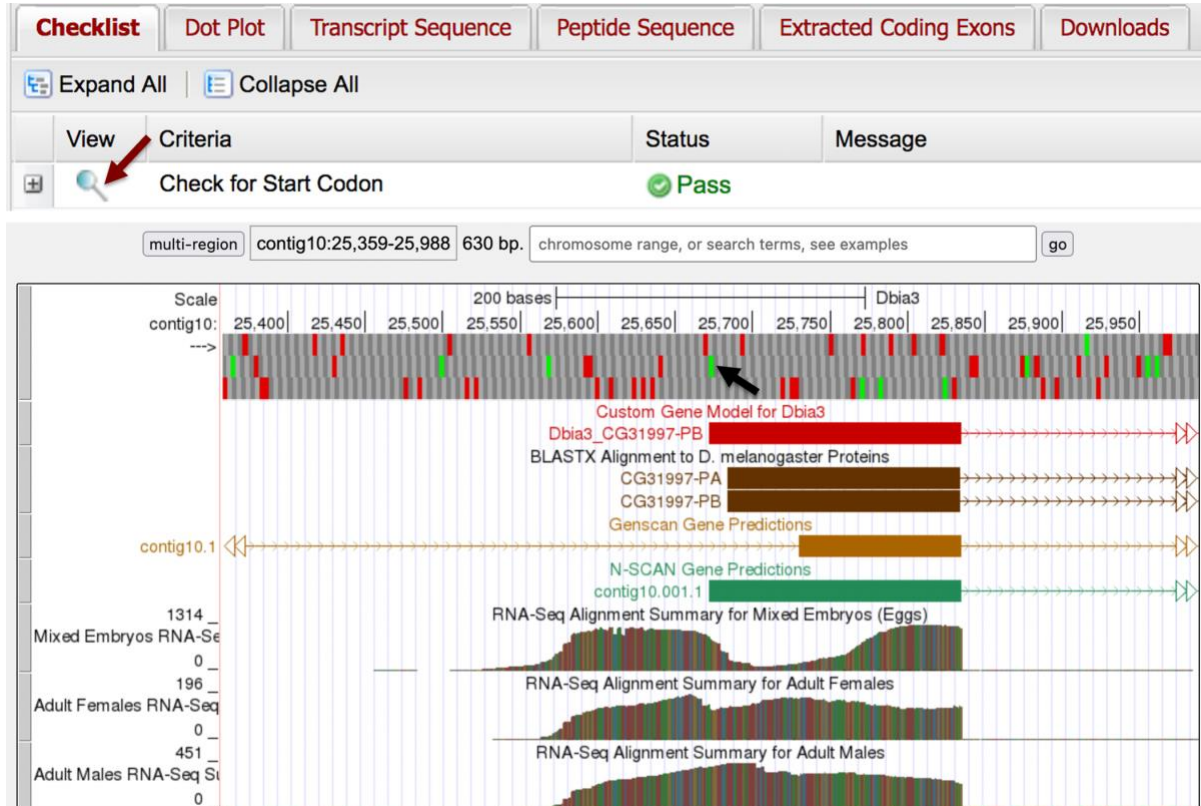 Checklist Dot Plot Transcript Sequence Peptide Sequence Extracted Coding Exons Downloads
Expand All Collapse All
View Criteria Status Message
Check for Start Codon Pass
multi-region contig10:25,359-25,988 630 bp. chromosome range, or search terms, see examples go
Scale 200 bases Dbia3
contig10: 25,400 25,450 25,500 25,550 25,600 25,650 25,700 25,750 25,800 25,850 25,900 25,950
--->
Custom Gene Model for Dbia3
Dbia3_CG31997-PB
BLASTX Alignment to D. melanogaster Proteins
CG31997-PA
CG31997-PB
Genscan Gene Predictions
contig10.1
N-SCAN Gene Predictions
contig10.001.1
RNA-Seq Alignment Summary for Mixed Embryos (Eggs)
1314 _
Mixed Embryos RNA-Se
0 _
RNA-Seq Alignment Summary for Adult Females
196 _
Adult Females RNA-Seq
0 _
RNA-Seq Alignment Summary for Adult Males
451 _
Adult Males RNA-Seq Su
0